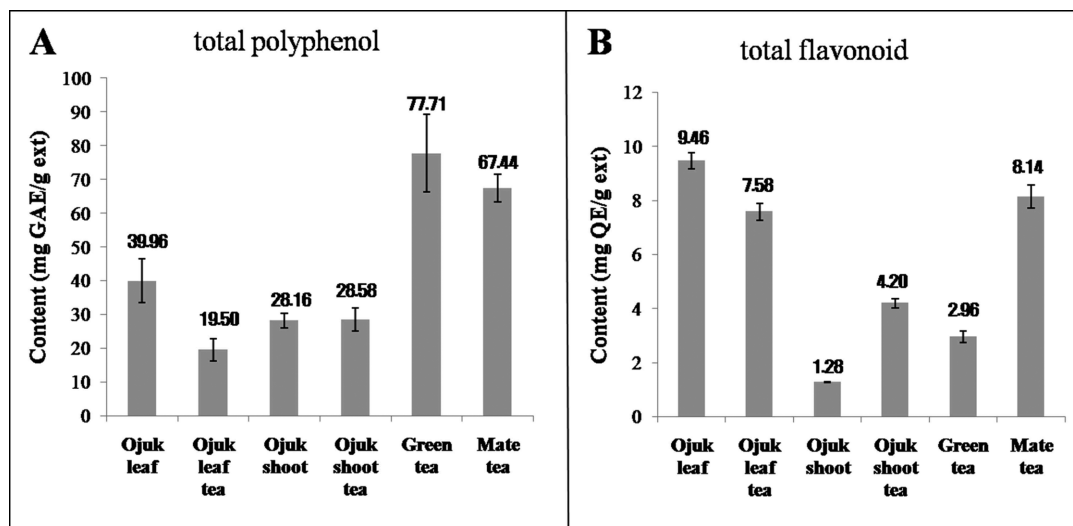 A
total polyphenol
Content (mg GAE/g ext)
100
90
80
70
60
50
40
30
20
10
0
39.96
19.50
28.16
28.58
77.71
67.44
Ojuk leaf
Ojuk leaf tea
Ojuk shoot
Ojuk shoot tea
Green tea
Mate tea
B
total flavonoid
Content (mg QE/g ext)
12
10
8
6
4
2
0
9.46
7.58
1.28
4.20
2.96
8.14
Ojuk leaf
Ojuk leaf tea
Ojuk shoot
Ojuk shoot tea
Green tea
Mate tea